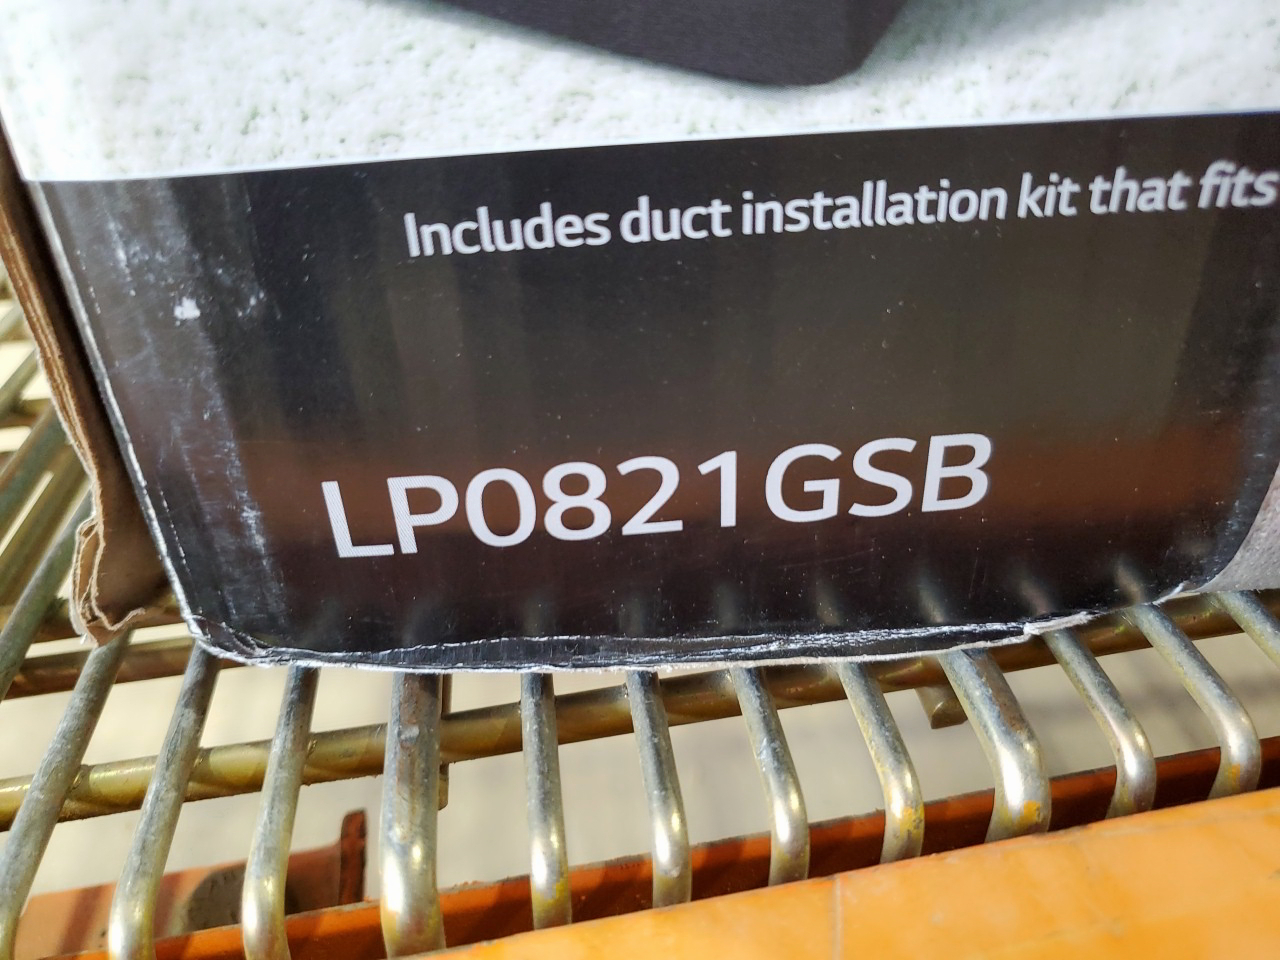 Includes duct installation kit that fits
LP0821GSB